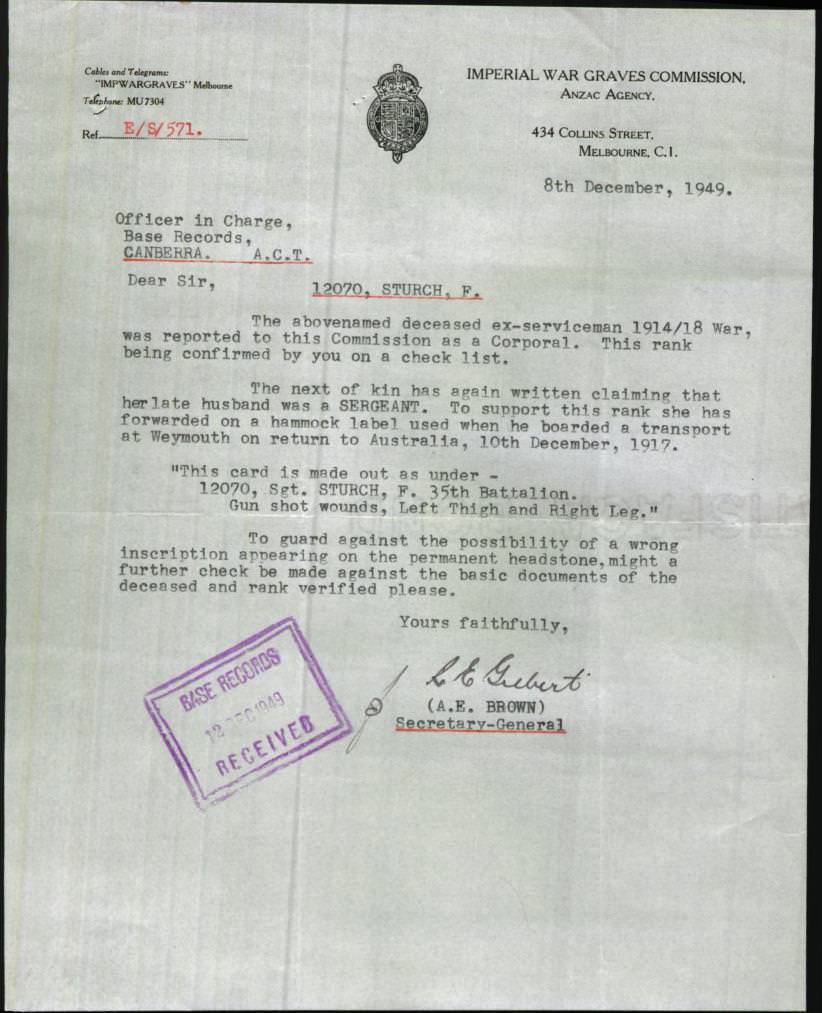 Cables and Telegrams:
"IMPWARGRAVES" Melbourne
Telephone: MU 7304
Ref. E/S/571.
IMPERIAL WAR GRAVES COMMISSION,
ANZAC AGENCY,
434 COLLINS STREET,
MELBOURNE, C.1.
8th December, 1949.
Officer in Charge,
Base Records,
CANBERRA. A.C.T.
Dear Sir,
12070, STURCH, F.
The abovenamed deceased ex-serviceman 1914/18 War,
was reported to this Commission as a Corporal. This rank
being confirmed by you on a check list.
The next of kin has again written claiming that
her late husband was a SERGEANT. To support this rank she has
forwarded on a hammock label used when he boarded a transport
at Weymouth on return to Australia, 10th December, 1917.
"This card is made out as under -
12070, Sgt. STURCH, F. 35th Battalion.
Gun shot wounds, Left Thigh and Right Leg."
To guard against the possibility of a wrong
inscription appearing on the permanent headstone, might a
further check be made against the basic documents of the
deceased and rank verified please.
Yours faithfully,
(A.E. BROWN)
Secretary-General
BASE RECORDS
12 DEC 1949
RECEIVED